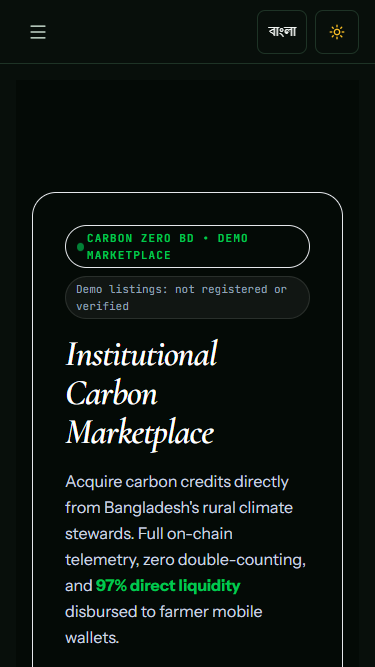 বাংলা
CARBON ZERO BD • DEMO
MARKETPLACE
Demo listings: not registered or
verified
Institutional
Carbon
Marketplace
Acquire carbon credits directly
from Bangladesh's rural climate
stewards. Full on-chain
telemetry, zero double-counting,
and 97% direct liquidity
disbursed to farmer mobile
wallets.